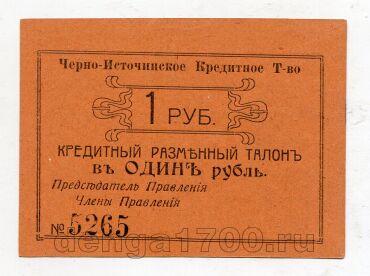 Черно-Источинское Кредитное Т-во
1 РУБ.
КРЕДИТНЫЙ РАЗМѢННЫЙ ТАЛОНЪ
въ ОДИНЪ рубль.
Предсѣдатель Правленія
Члены Правленія
№ 5265
denga1700.ru